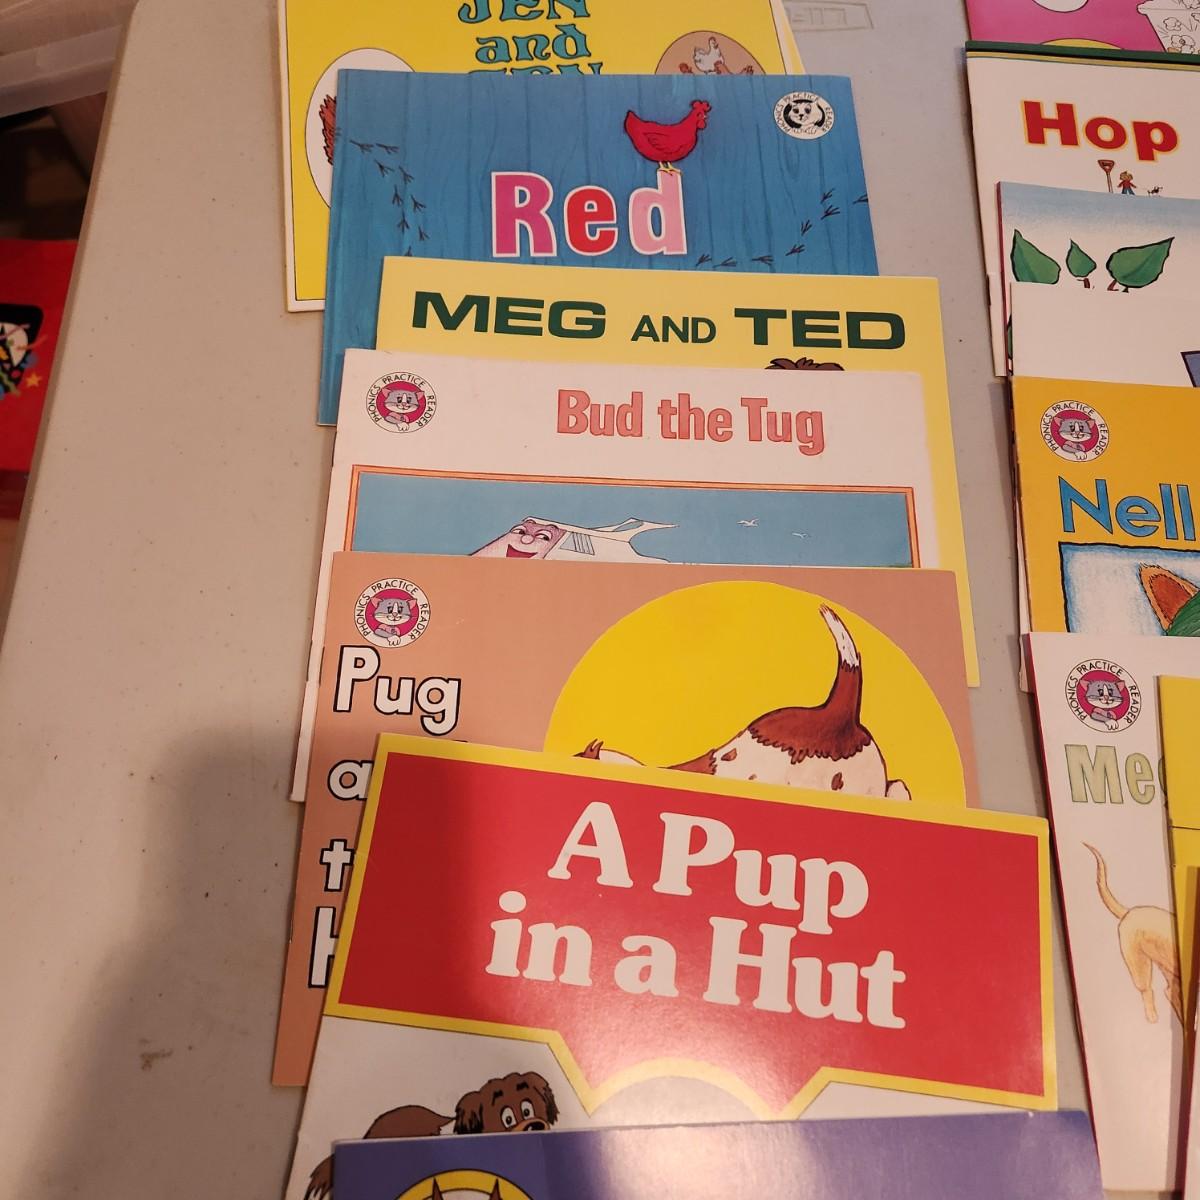 JEN
and
PHONICS PRACTICE READER
Red
MEG AND TED
PHONICS PRACTICE READER
Bud the Tug
PHONICS PRACTICE READER
Pug
A Pup
in a Hut
Hop
PHONICS PRACTICE READER
Nell
PHONICS PRACTICE READER